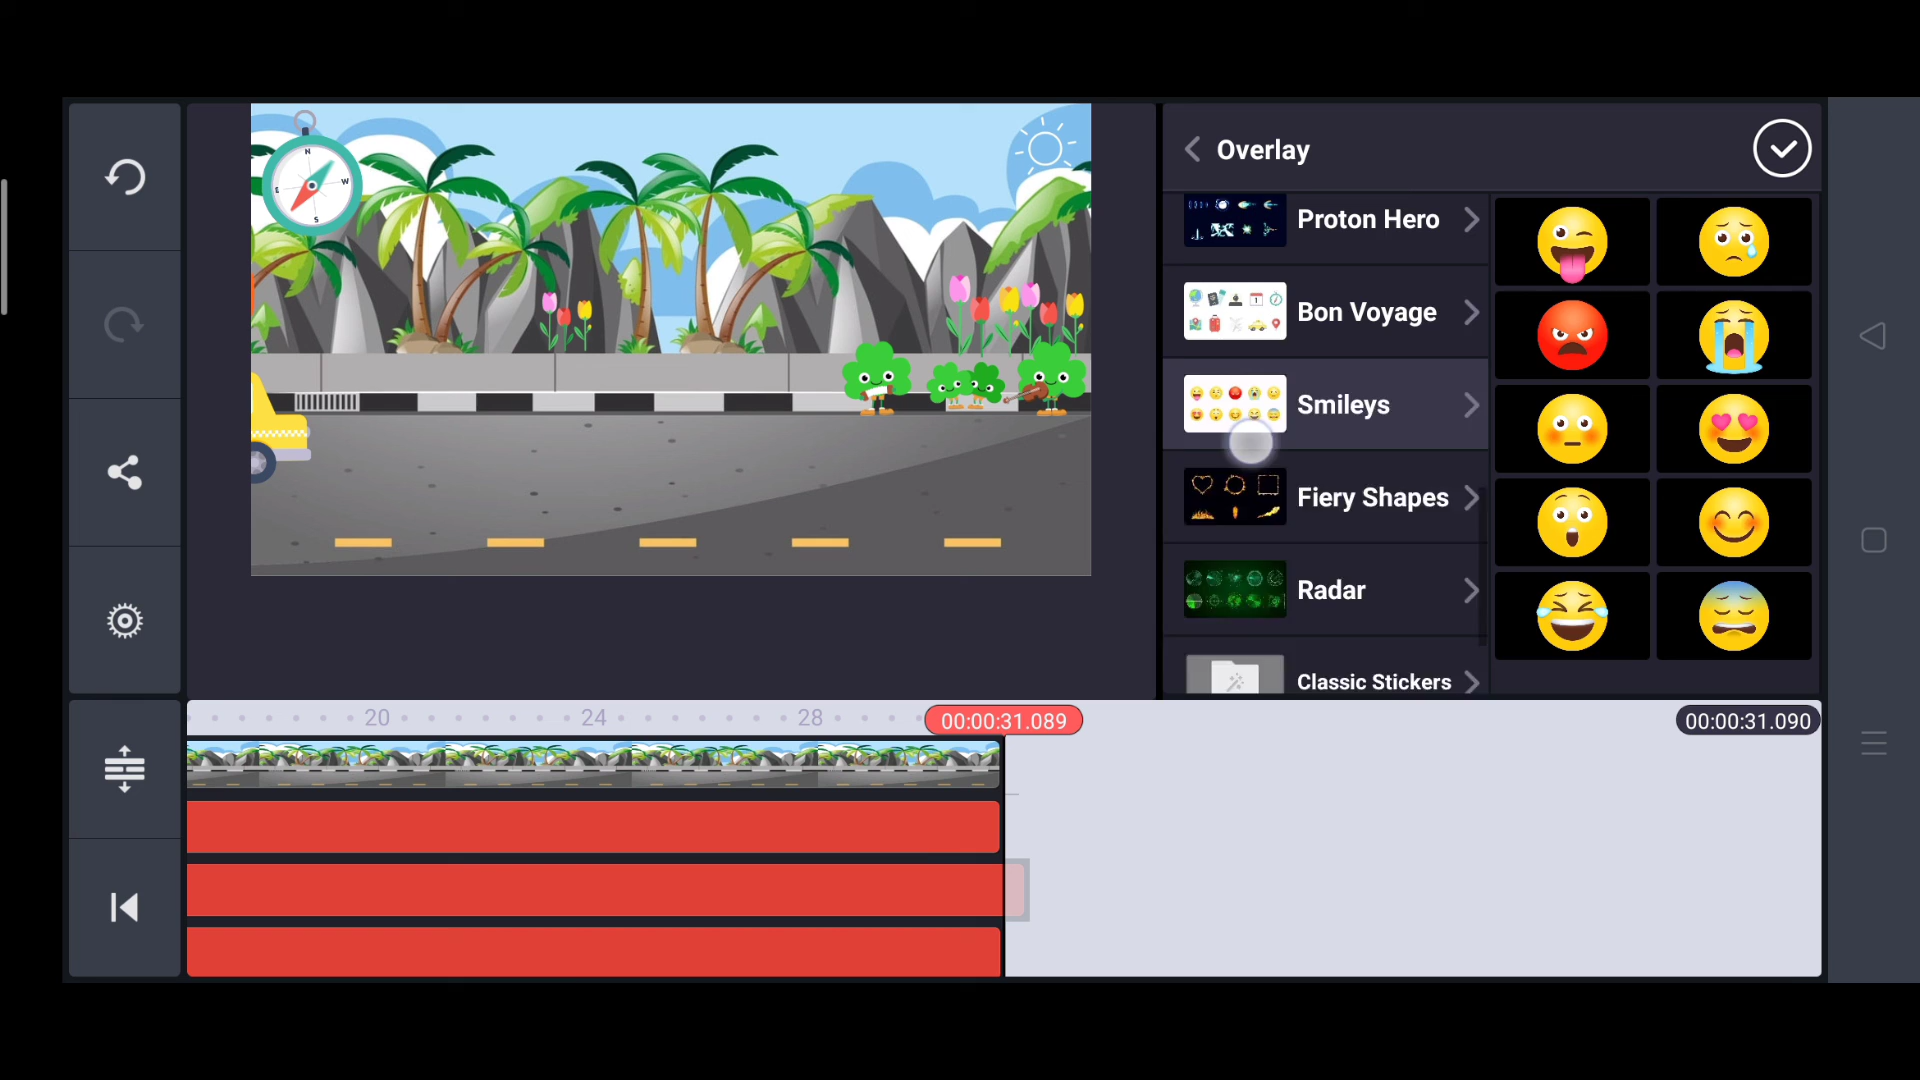 N
W
E
S
Overlay
Proton Hero
Bon Voyage
1
Smileys
Fiery Shapes
Radar
Classic Stickers
20
24
28
00:00:31.089
00:00:31.090